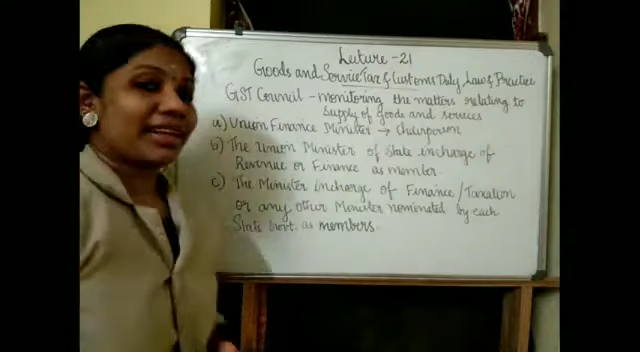 Lecture - 21
Goods and Service Tax & Customs Duty Law & Practice
GST Council - monitoring the matters relating to
supply of goods and services
a) Union Finance Minister → Chairperson
b) The Union Minister of State incharge of
Revenue or Finance as member.
c) The Minister incharge of Finance/Taxation
or any other Minister nominated by each
State Govt. as members.